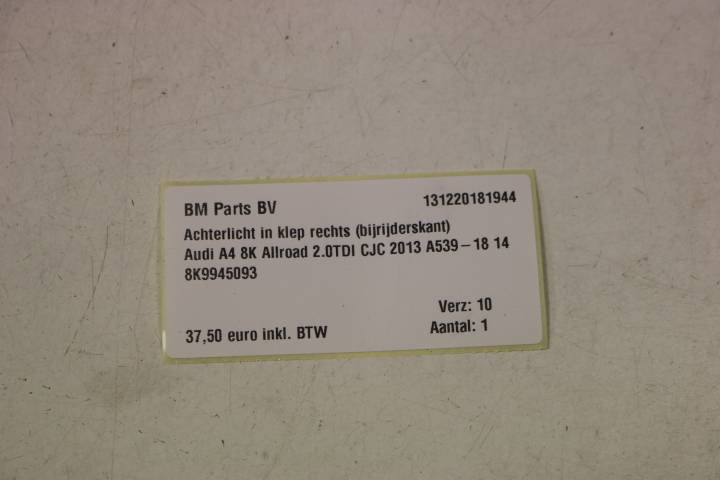 BM Parts BV 131220181944
Achterlicht in klep rechts (bijrijderskant)
Audi A4 8K Allroad 2.0TDI CJC 2013 A539-18 14
8K9945093
Verz: 10
37,50 euro inkl. BTW Aantal: 1